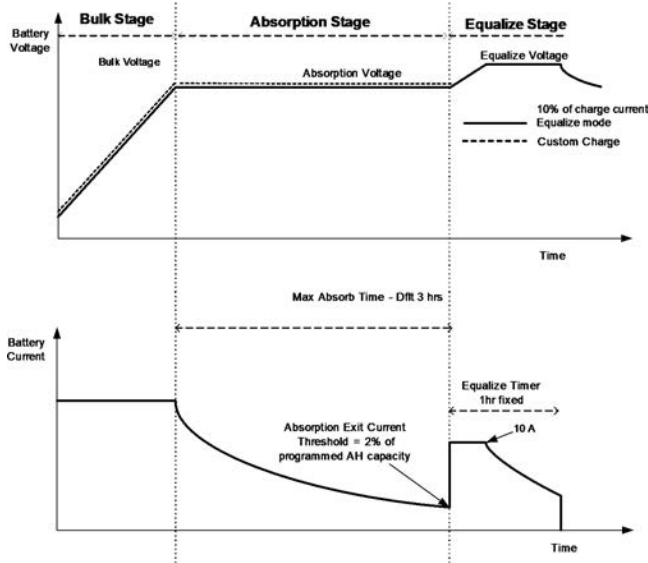 Bulk Stage
Absorption Stage
Equalize Stage
Battery
Voltage
Bulk Voltage
Absorption Voltage
Equalize Voltage
10% of charge current
Equalize mode
Custom Charge
Time
Max Absorb Time - Dflt 3 hrs
Battery
Current
Equalize Timer
1hr fixed
10 A
Absorption Exit Current
Threshold = 2% of
programmed AH capacity
Time